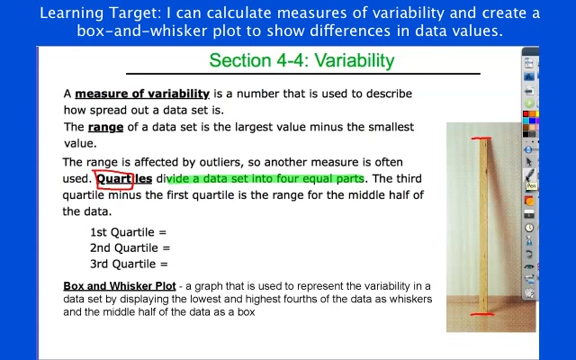 Learning Target: I can calculate measures of variability and create a
box-and-whisker plot to show differences in data values.
Section 4-4: Variability
A measure of variability is a number that is used to describe
how spread out a data set is.
The range of a data set is the largest value minus the smallest
value.
The range is affected by outliers, so another measure is often
used. Quartiles divide a data set into four equal parts. The third
quartile minus the first quartile is the range for the middle half of
the data.
1st Quartile =
2nd Quartile =
3rd Quartile =
Box and Whisker Plot - a graph that is used to represent the variability in a
data set by displaying the lowest and highest fourths of the data as whiskers
and the middle half of the data as a box